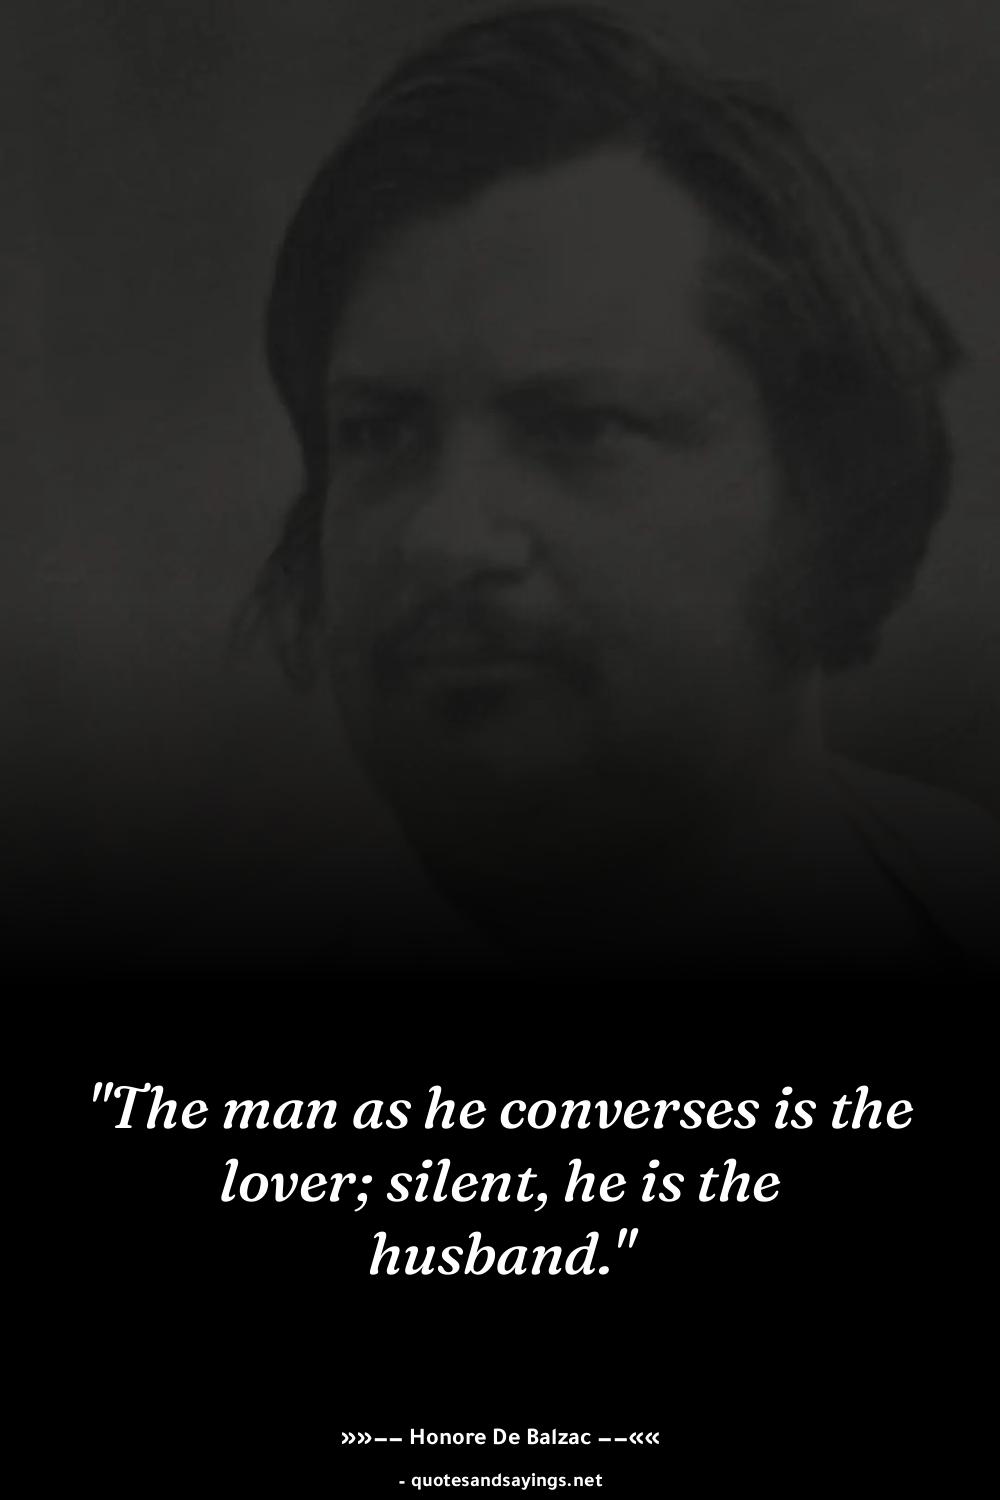 "The man as he converses is the
lover; silent, he is the
husband."
»»−− Honore De Balzac −−««
- quotesandsayings.net